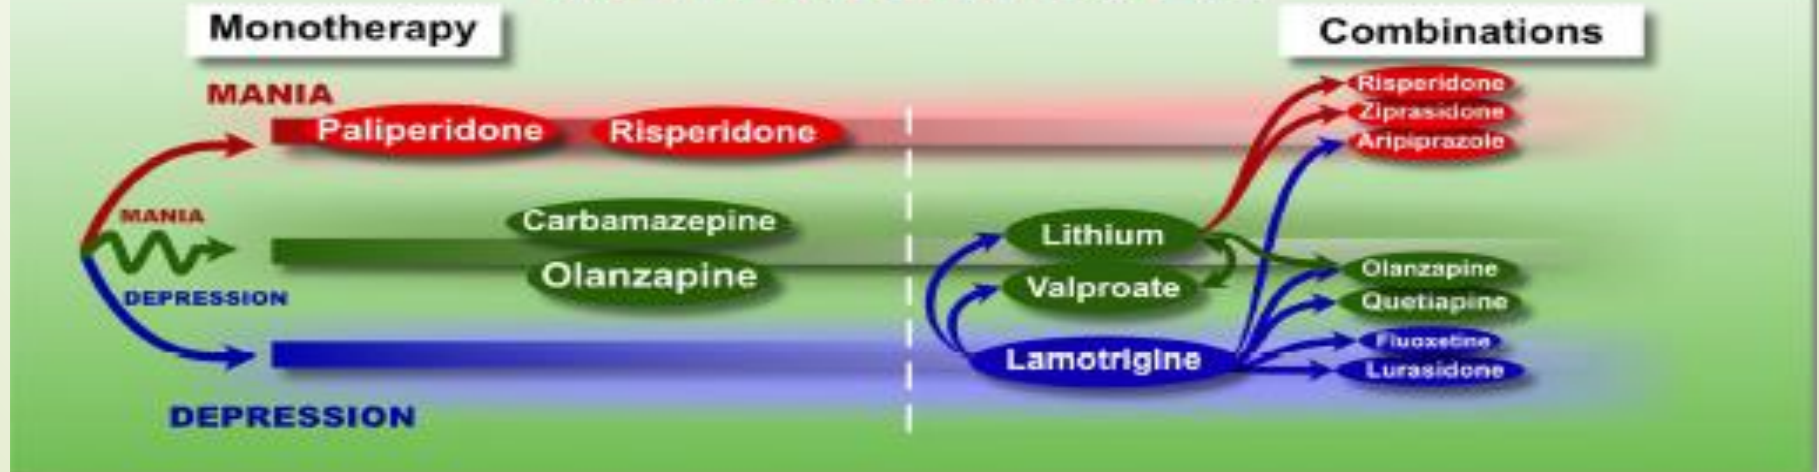 Monotherapy
Combinations
MANIA
Paliperidone
Risperidone
MANIA
DEPRESSION
Carbamazepine
Olanzapine
DEPRESSION
Lithium
Valproate
Lamotrigine
Risperidone
Ziprasidone
Aripiprazole
Olanzapine
Quetiapine
Fluoxetine
Lurasidone